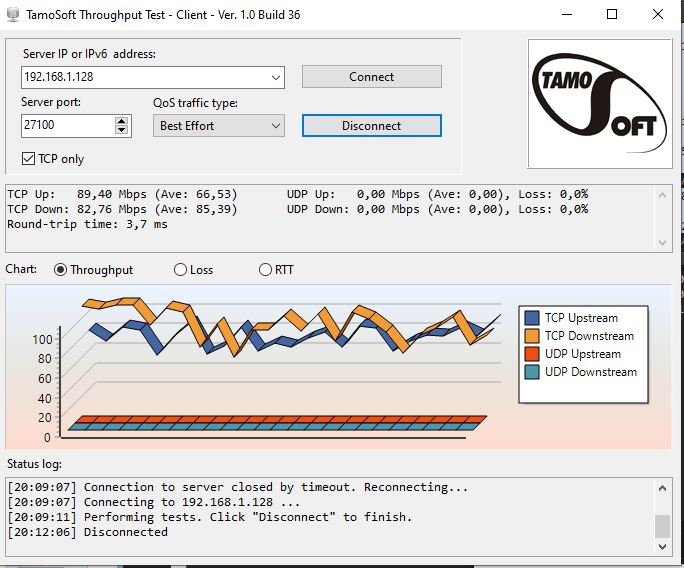 TamoSoft Throughput Test - Client - Ver. 1.0 Build 36
Server IP or IPv6 address:
192.168.1.128
Connect
Server port:
QoS traffic type:
27100
Best Effort
Disconnect
TCP only
TAMO
SOFT
TCP Up: 89,40 Mbps (Ave: 66,53) UDP Up: 0,00 Mbps (Ave: 0,00), Loss: 0,0%
TCP Down: 82,76 Mbps (Ave: 85,39) UDP Down: 0,00 Mbps (Ave: 0,00), Loss: 0,0%
Round-trip time: 3,7 ms
Chart: Throughput Loss RTT
100
80
60
40
20
0
TCP Upstream
TCP Downstream
UDP Upstream
UDP Downstream
Status log:
[20:09:07] Connection to server closed by timeout. Reconnecting...
[20:09:07] Connecting to 192.168.1.128 ...
[20:09:11] Performing tests. Click "Disconnect" to finish.
[20:12:06] Disconnected